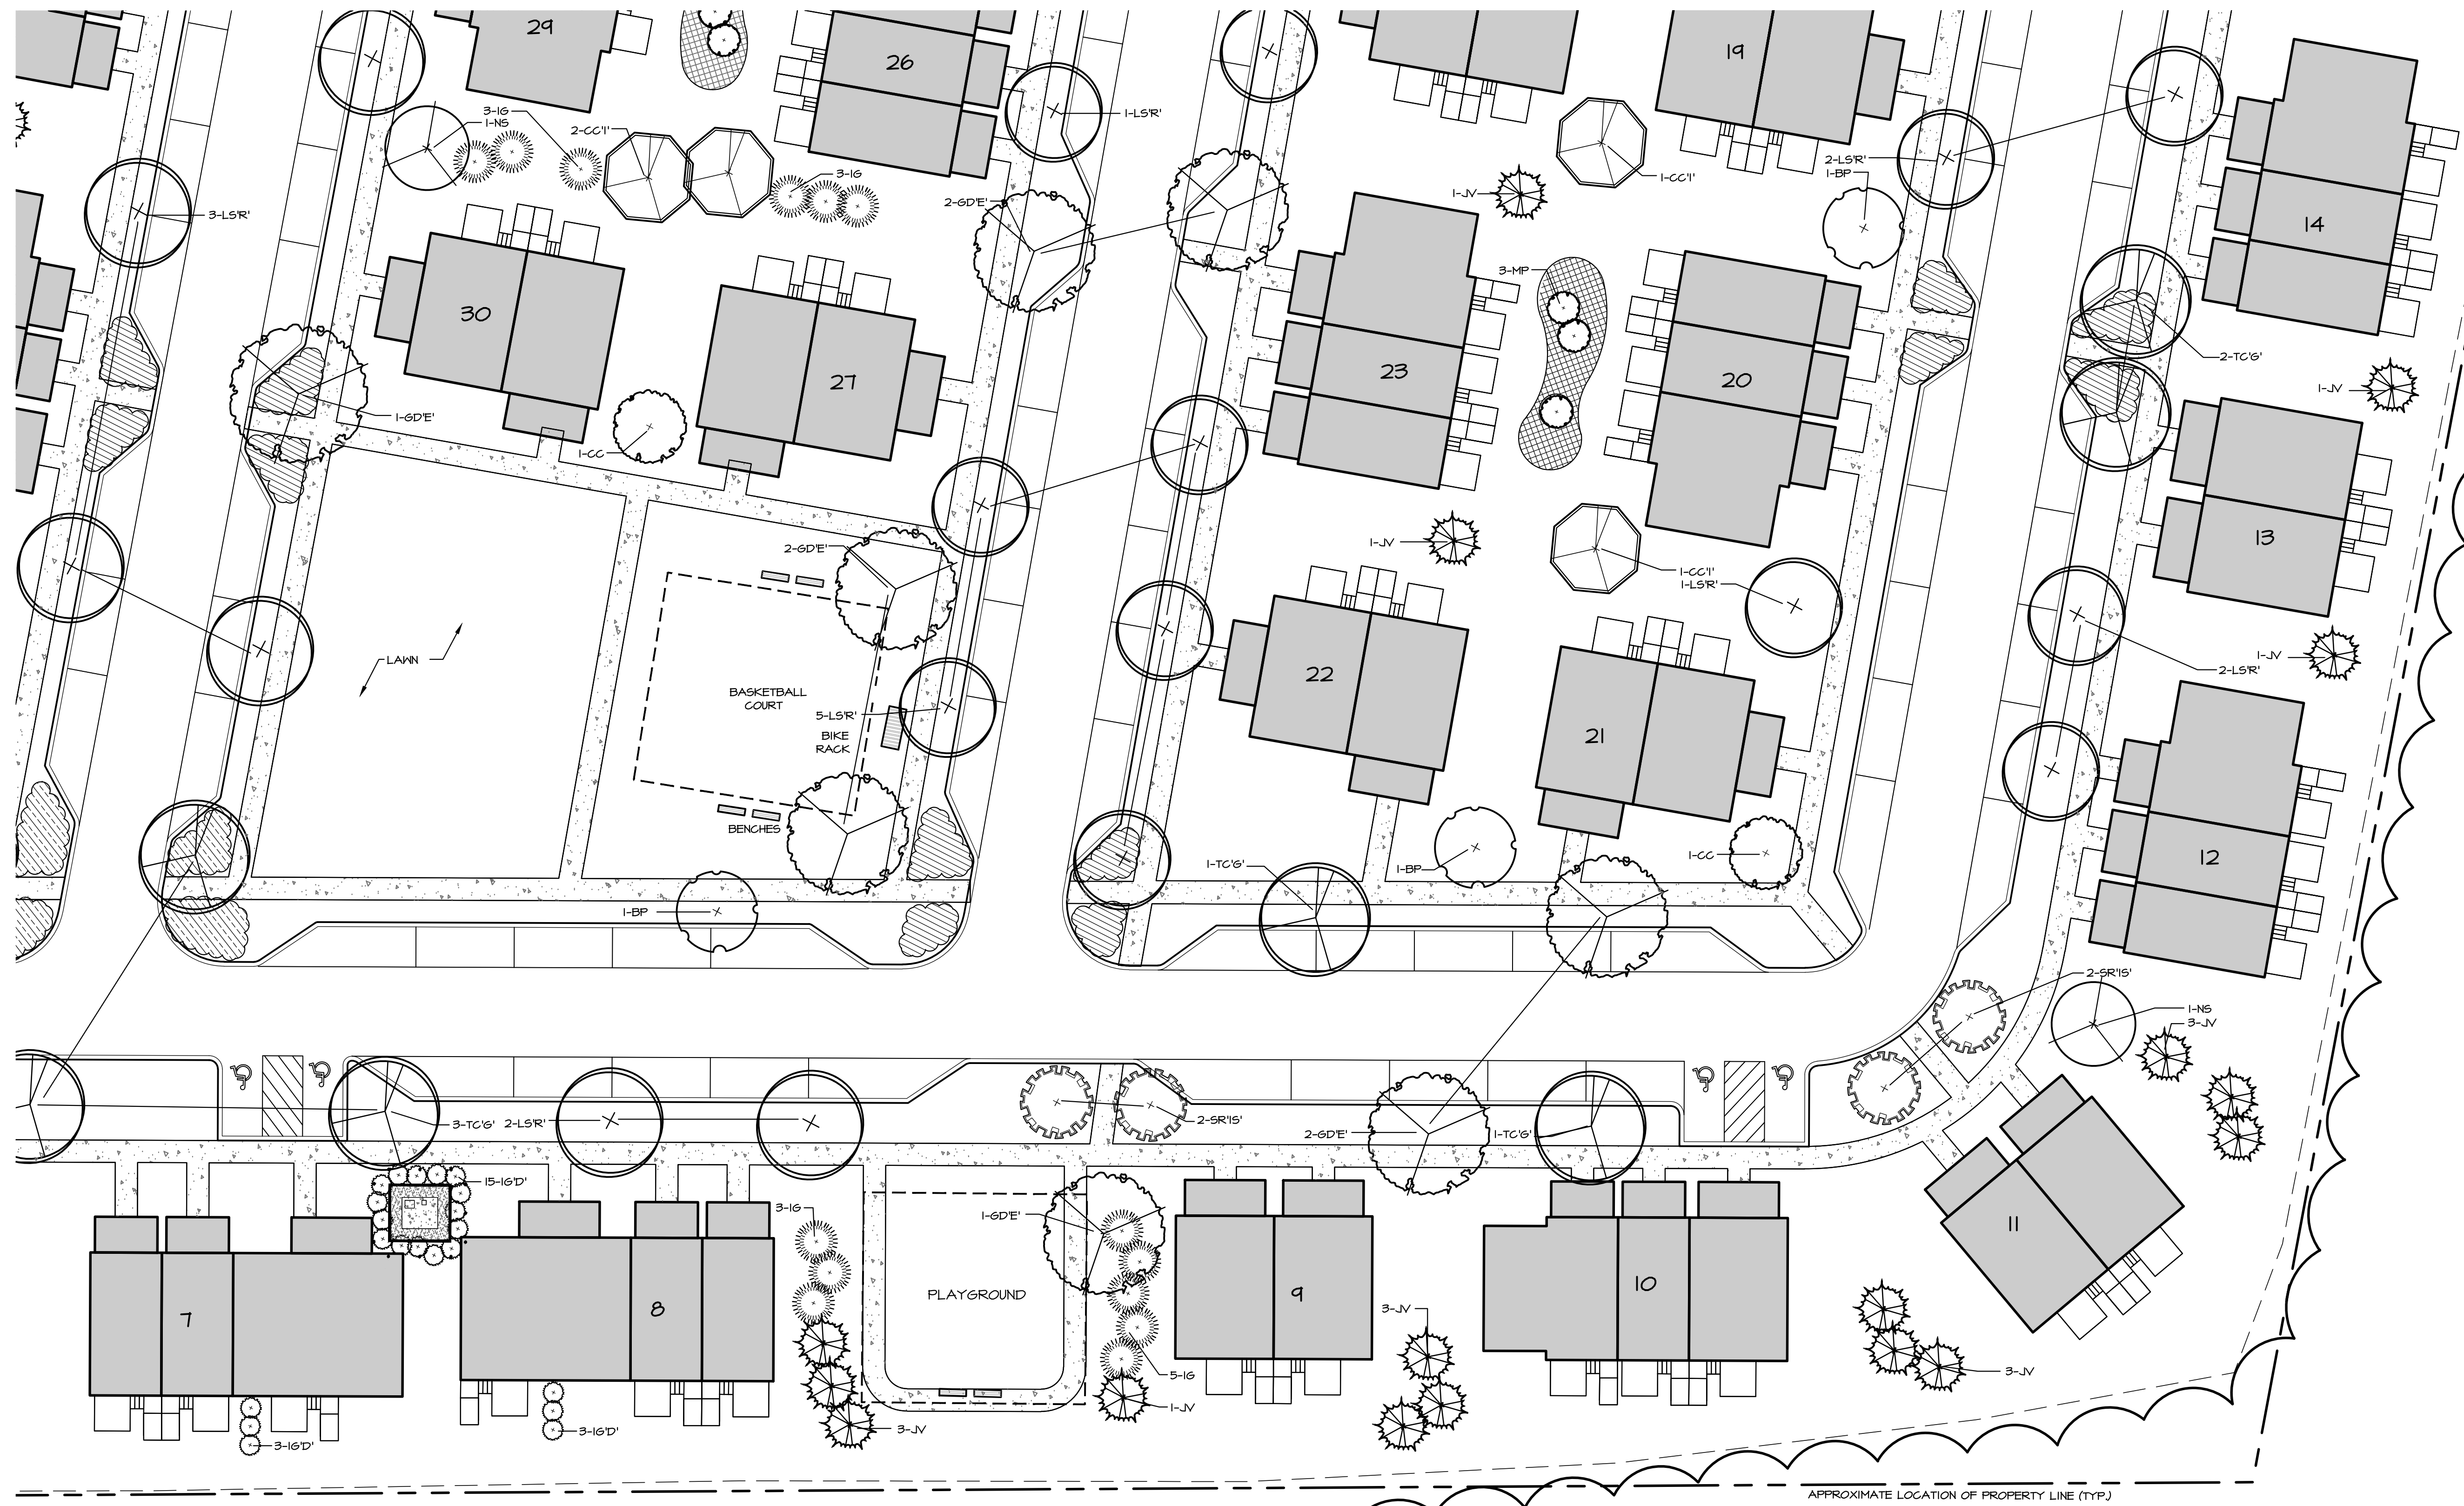 29
26
19
3-IG
1-NS
2-CC'I'
1-LS'R'
3-IG
2-GD'E'
3-LS'R'
2-LS'R'
1-BP
1-CC'I'
1-JV
14
30
27
3-MP
23
20
2-TC'G'
1-JV
1-GD'E'
1-CC
13
2-GD'E'
1-JV
1-CC'I'
1-LS'R'
LAWN
1-JV
2-LS'R'
BASKETBALL
COURT
5-LS'R'
BIKE
RACK
22
21
BENCHES
1-TC'G'
1-BP
1-CC
12
1-BP
2-SR'IS'
1-NS
3-JV
3-TC'G'
2-LS'R'
2-SR'IS'
2-GD'E'
1-TC'G'
15-IG'D'
3-IG
1-GD'E'
11
PLAYGROUND
7
8
9
10
3-JV
5-IG
1-JV
3-JV
3-IG'D'
3-IG'D'
3-JV
APPROXIMATE LOCATION OF PROPERTY LINE (TYP.)